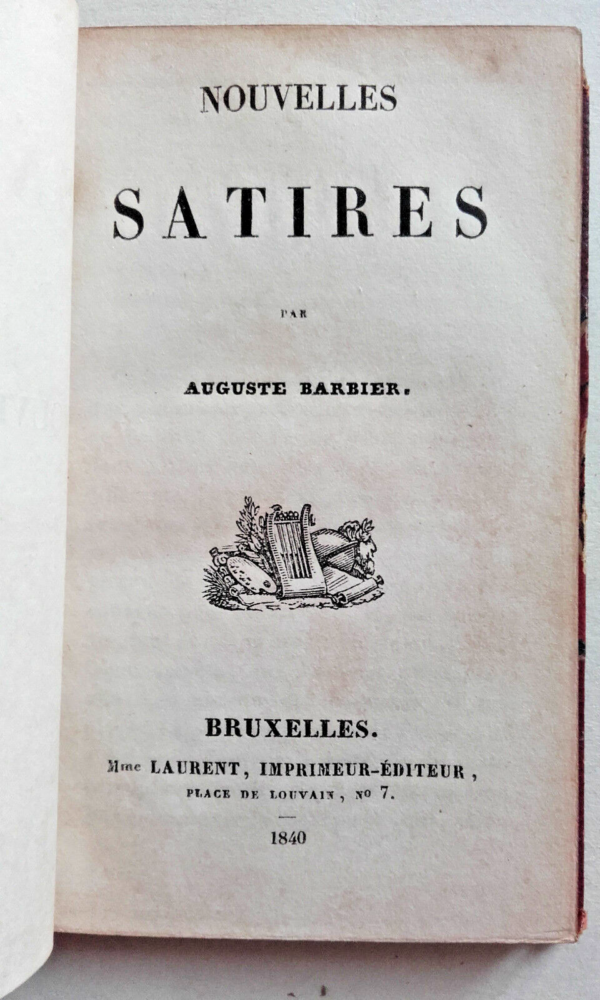 NOUVELLES
SATIRES
PAR
AUGUSTE BARBIER.
BRUXELLES.
Mme LAURENT, IMPRIMEUR-ÉDITEUR,
PLACE DE LOUVAIN, No 7.
1840